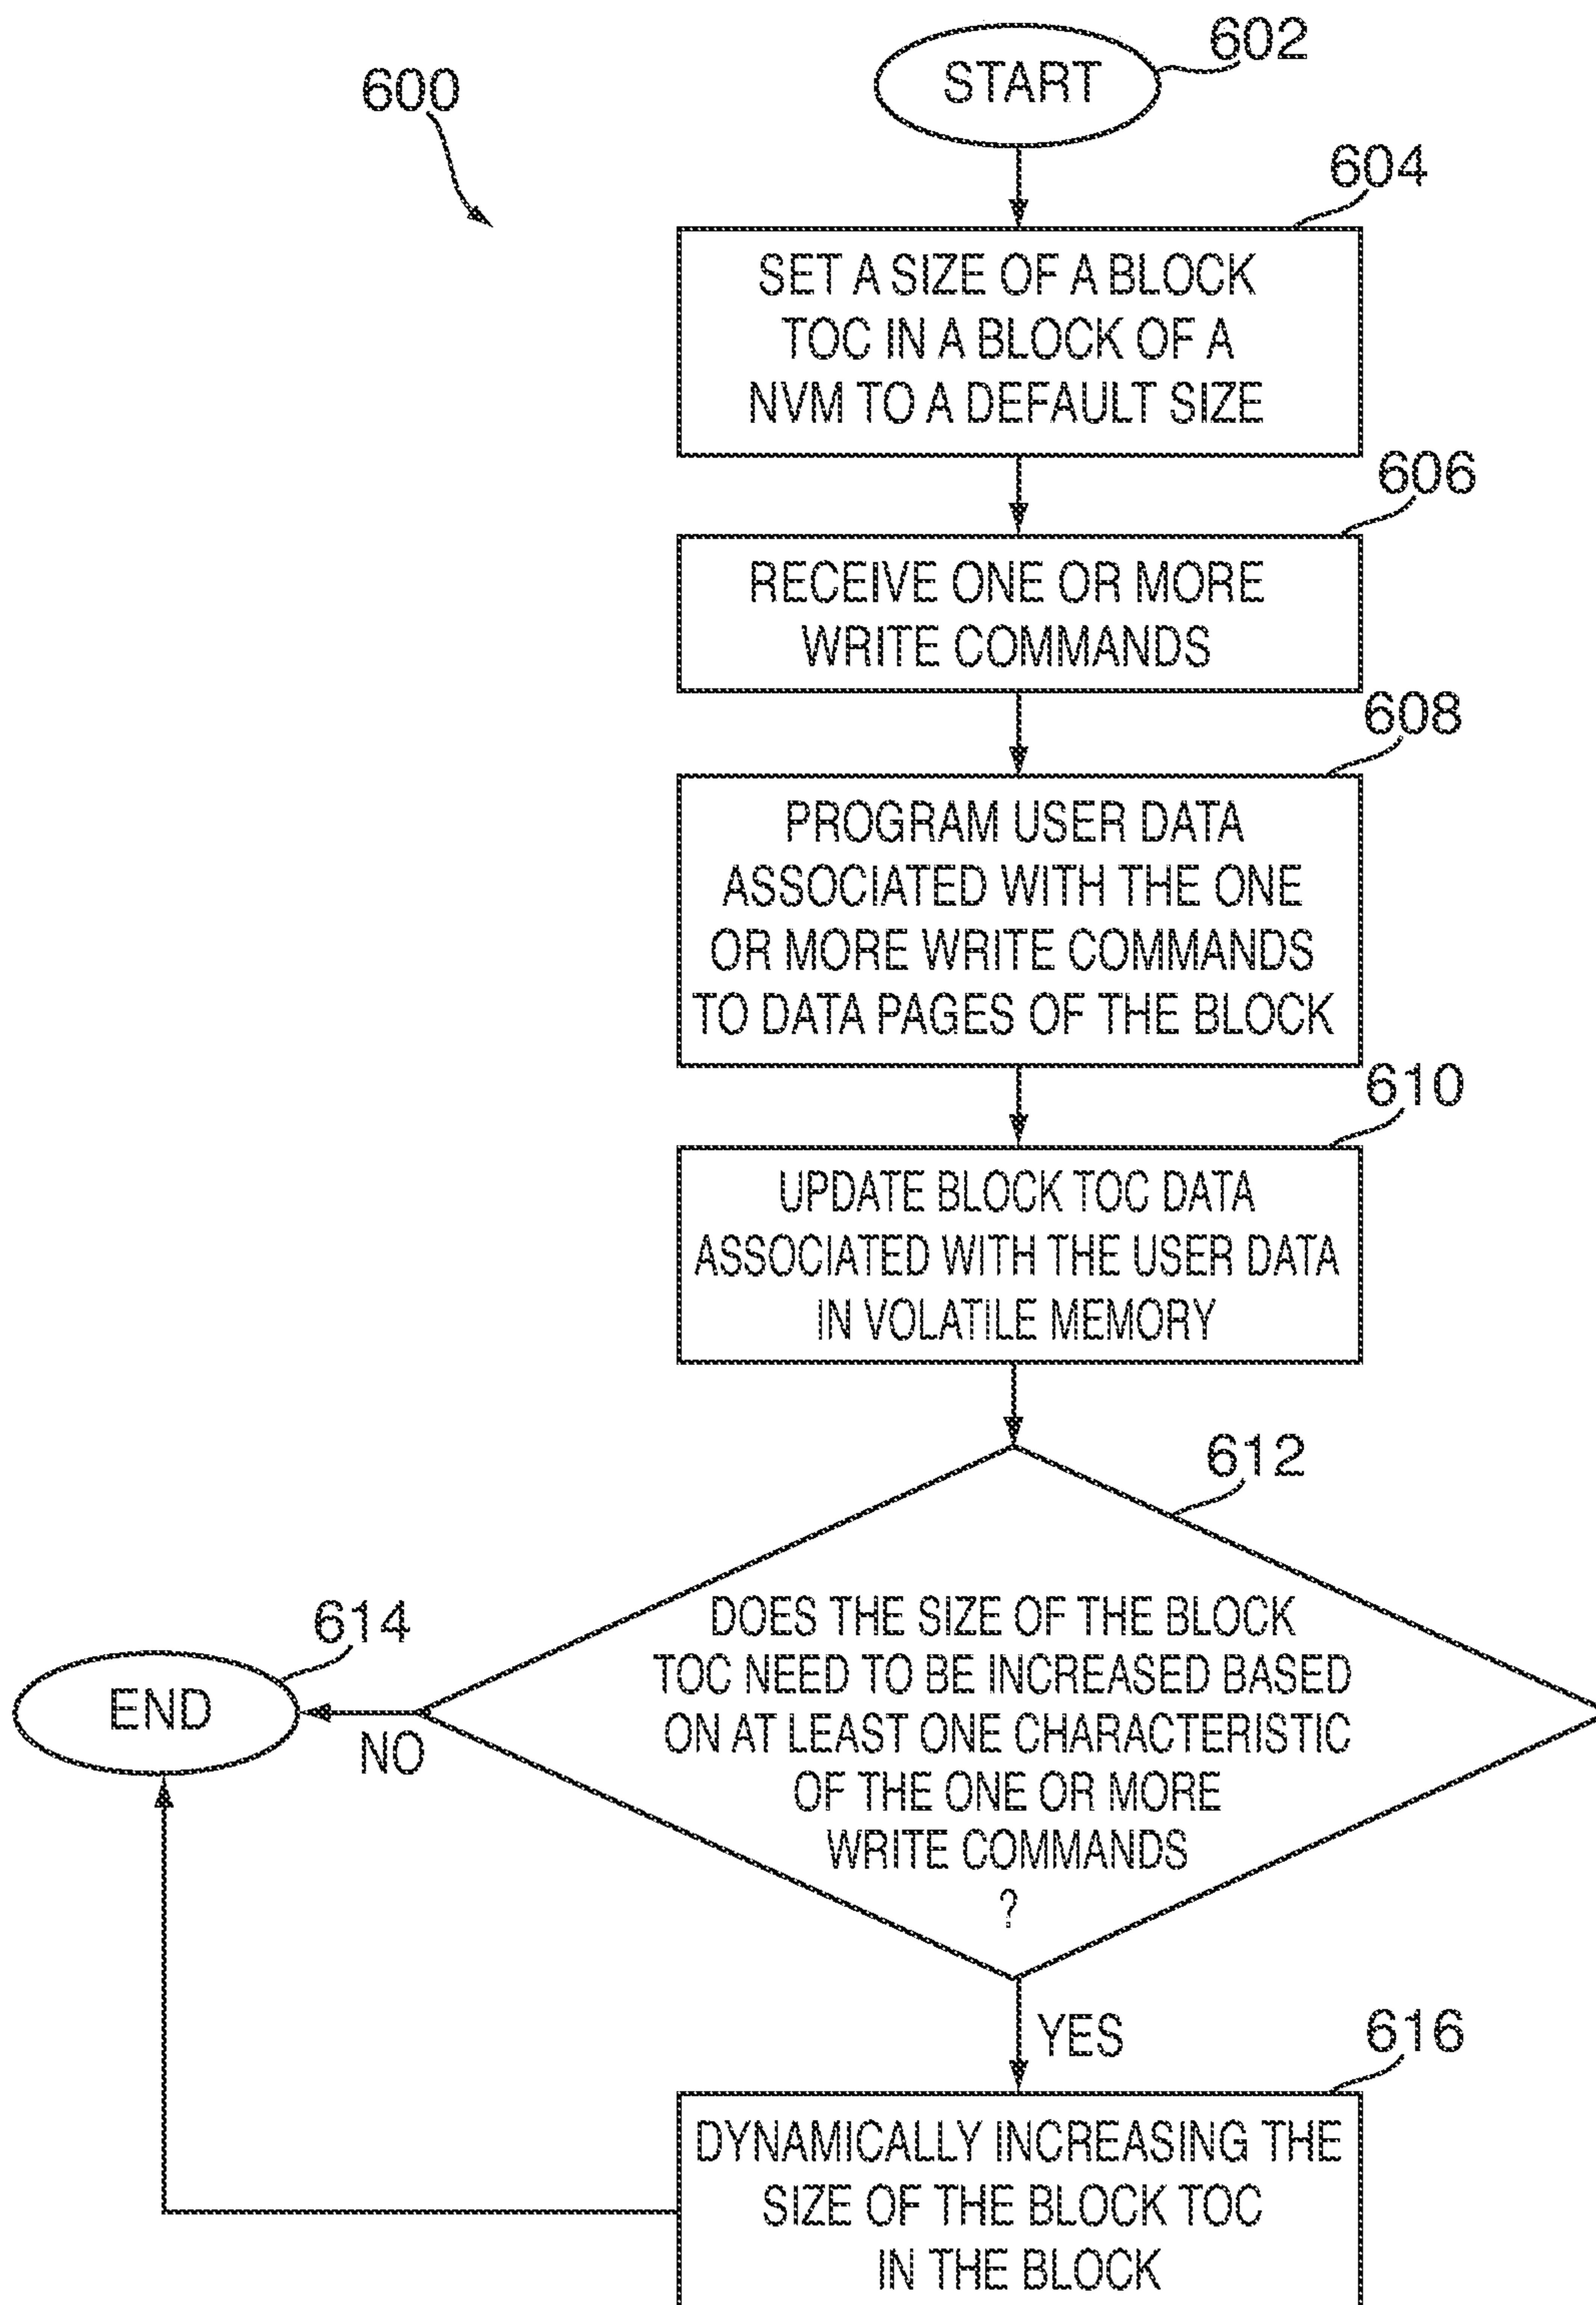 602
START
600
604
SET A SIZE OF A BLOCK
TOC IN A BLOCK OF A
NVM TO A DEFAULT SIZE
606
RECEIVE ONE OR MORE
WRITE COMMANDS
608
PROGRAM USER DATA
ASSOCIATED WITH THE ONE
OR MORE WRITE COMMANDS
TO DATA PAGES OF THE BLOCK
610
UPDATE BLOCK TOC DATA
ASSOCIATED WITH THE USER DATA
IN VOLATILE MEMORY
612
DOES THE SIZE OF THE BLOCK
TOC NEED TO BE INCREASED BASED
ON AT LEAST ONE CHARACTERISTIC
OF THE ONE OR MORE
WRITE COMMANDS
?
614
END
NO
YES
616
DYNAMICALLY INCREASING THE
SIZE OF THE BLOCK TOC
IN THE BLOCK